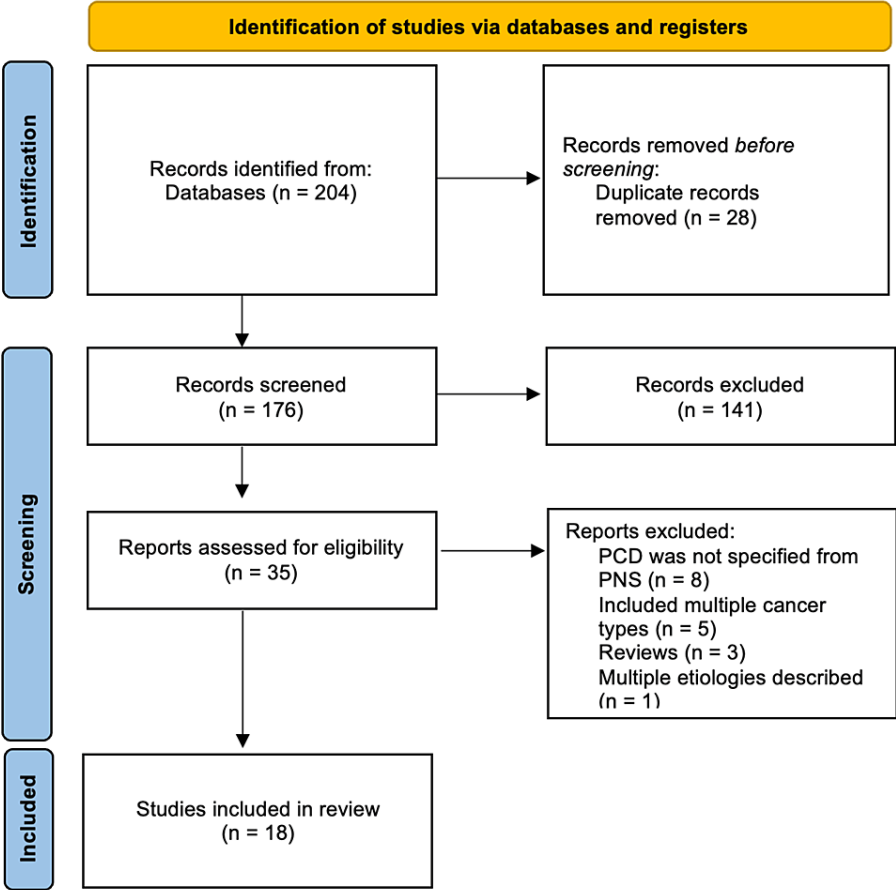 Identification of studies via databases and registers
Identification
Records identified from:
Databases (n = 204)
Records removed before
screening:
Duplicate records
removed (n = 28)
Screening
Records screened
(n = 176)
Records excluded
(n = 141)
Reports assessed for eligibility
(n = 35)
Reports excluded:
PCD was not specified from
PNS (n = 8)
Included multiple cancer
types (n = 5)
Reviews (n = 3)
Multiple etiologies described
(n = 1)
Included
Studies included in review
(n = 18)